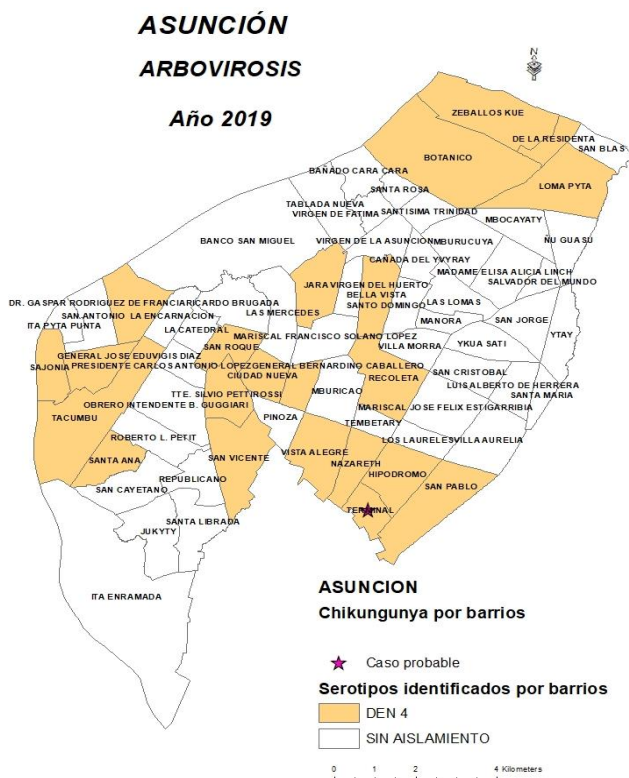 ASUNCIÓN
ARBOVIROSIS
Año 2019
N
ZEBALLOS KUE
DE LA RESIDENTA
SAN BLAS
BOTANICO
BAÑADO CARA CARA
LOMA PYTA
SANTA ROSA
TABLADA NUEVA
VIRGEN DE FATIMA
SANTISIMA TRINIDAD
MBOCAYATY
BANCO SAN MIGUEL
VIRGEN DE LA ASUNCION
MBURUCUYA
ÑU GUASU
CAÑADA DEL YVYRAY
MADAME ELISA ALICIA LINCH
SALVADOR DEL MUNDO
JARA
VIRGEN DEL HUERTO
BELLA VISTA
SANTO DOMINGO
LAS LOMAS
DR. GASPAR RODRIGUEZ DE FRANCIA
RICARDO BRUGADA
SAN ANTONIO
LA ENCARNACION
LAS MERCEDES
ITA PYTA PUNTA
LA CATEDRAL
MANORA
SAN JORGE
MARISCAL FRANCISCO SOLANO LOPEZ
SAN ROQUE
VILLA MORRA
YKUA SATI
YTAY
GENERAL JOSE EDUVIGIS DIAZ
SAJONIA
PRESIDENTE CARLOS ANTONIO LOPEZ
GENERAL BERNARDINO CABALLERO
CIUDAD NUEVA
RECOLETA
SAN CRISTOBAL
LUIS ALBERTO DE HERRERA
SANTA MARIA
TACUMBU
OBRERO INTENDENTE B. GUGGIARI
TTE. SILVIO PETTIROSSI
MBURICAO
MARISCAL JOSE FELIX ESTIGARRIBIA
PINOZA
TEMBETARY
ROBERTO L. PETIT
LOS LAURELES
VILLA AURELIA
SANTA ANA
SAN VICENTE
VISTA ALEGRE
NAZARETH
HIPODROMO
REPUBLICANO
SAN CAYETANO
SAN PABLO
TERMINAL
SANTA LIBRADA
JUKYTY
ITA ENRAMADA
ASUNCION
Chikungunya por barrios
Caso probable
Serotipos identificados por barrios
DEN 4
SIN AISLAMIENTO
0 1 2 4 Kilometers